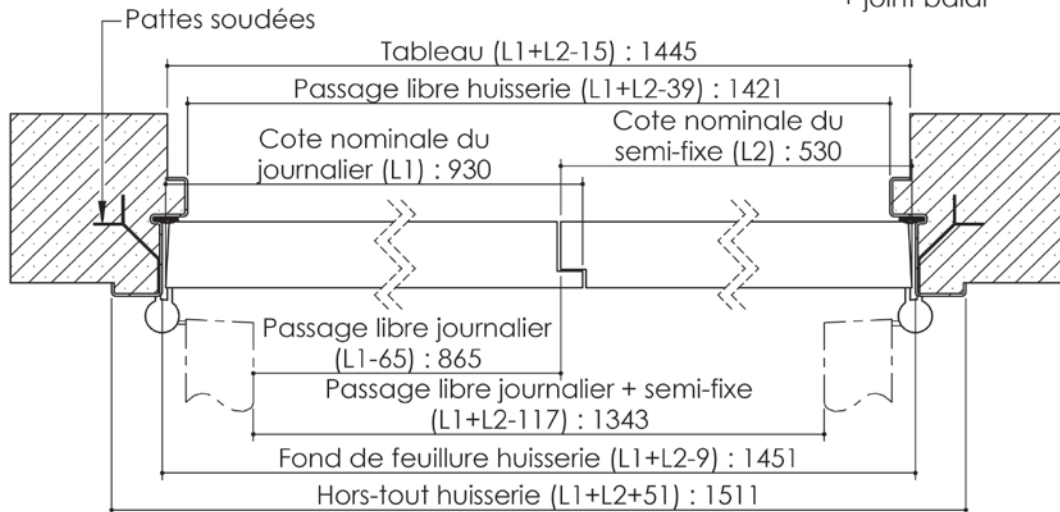 + joint balai
Pattes soudées
Tableau (L1+L2-15) : 1445
Passage libre huisserie (L1+L2-39) : 1421
Cote nominale du
journalier (L1) : 930
Cote nominale du
semi-fixe (L2) : 530
Passage libre journalier
(L1-65) : 865
Passage libre journalier + semi-fixe
(L1+L2-117) : 1343
Fond de feuillure huisserie (L1+L2-9) : 1451
Hors-tout huisserie (L1+L2+51) : 1511